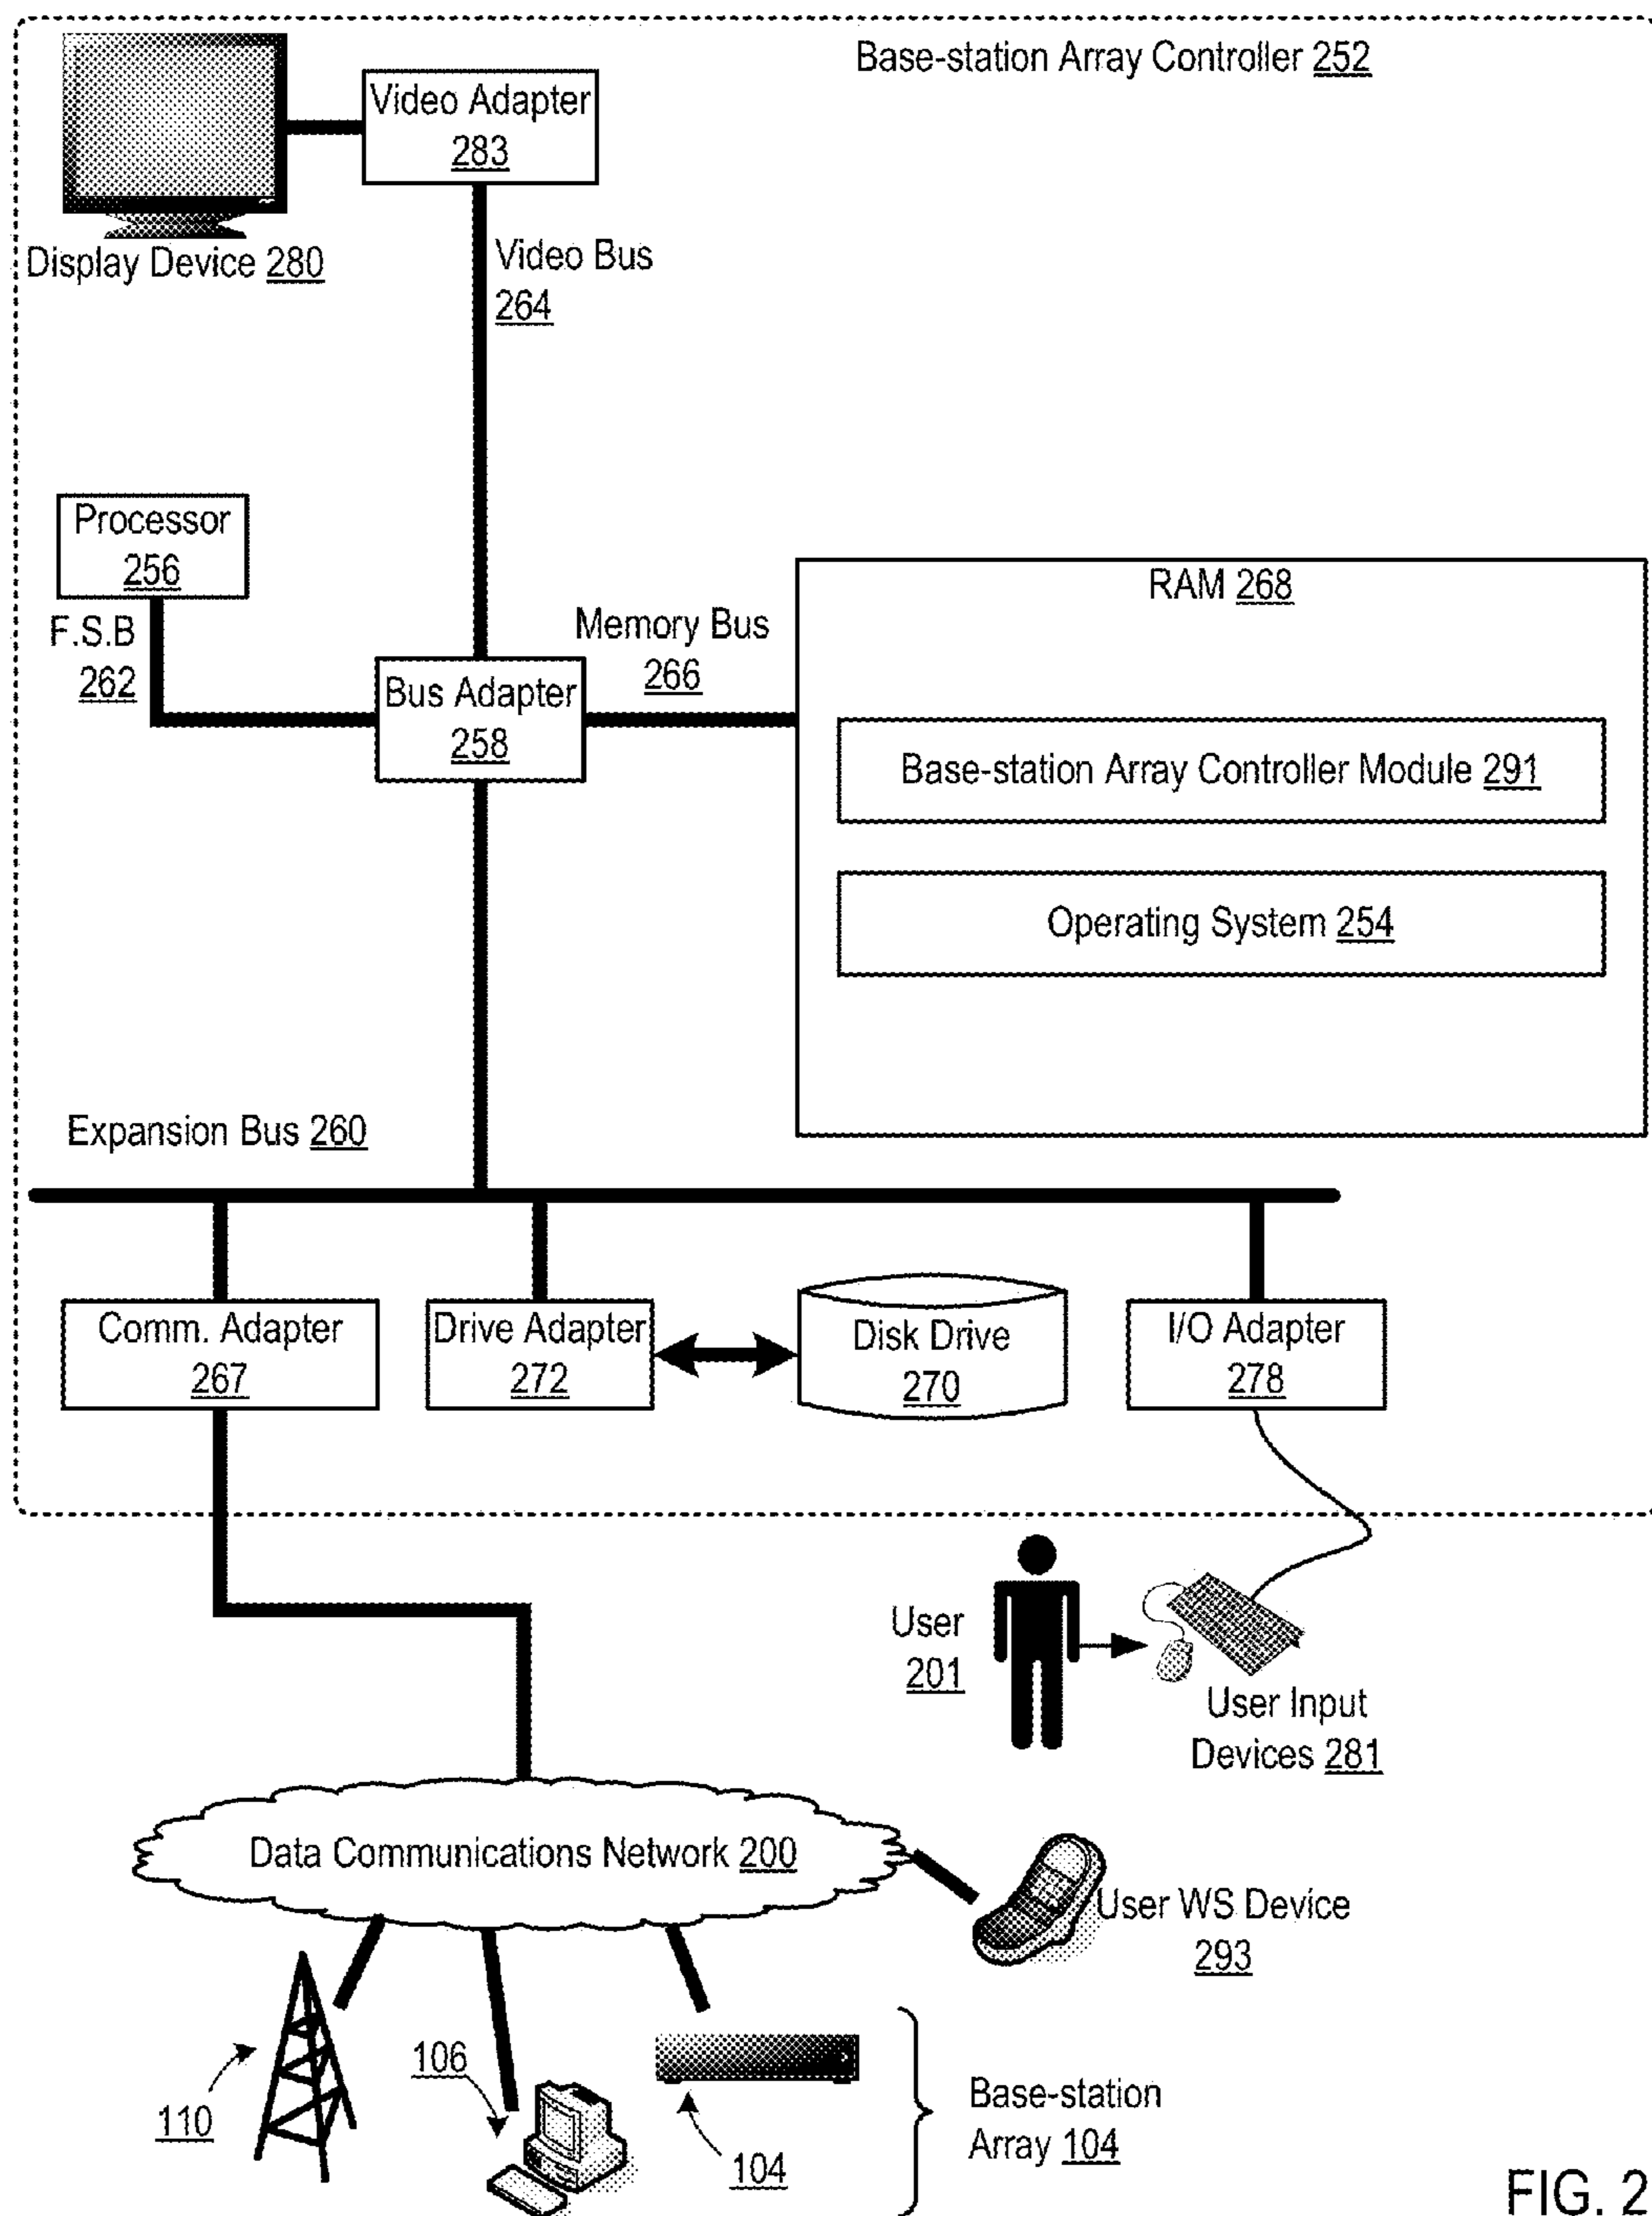 Base-station Array Controller 252
Video Adapter
283
Display Device 280
Video Bus
264
Processor
256
F.S.B
262
Bus Adapter
258
Memory Bus
266
RAM 268
Base-station Array Controller Module 291
Operating System 254
Expansion Bus 260
Comm. Adapter
267
Drive Adapter
272
Disk Drive
270
I/O Adapter
278
User
201
User Input
Devices 281
Data Communications Network 200
User WS Device
293
110
106
104
Base-station
Array 104
FIG. 2